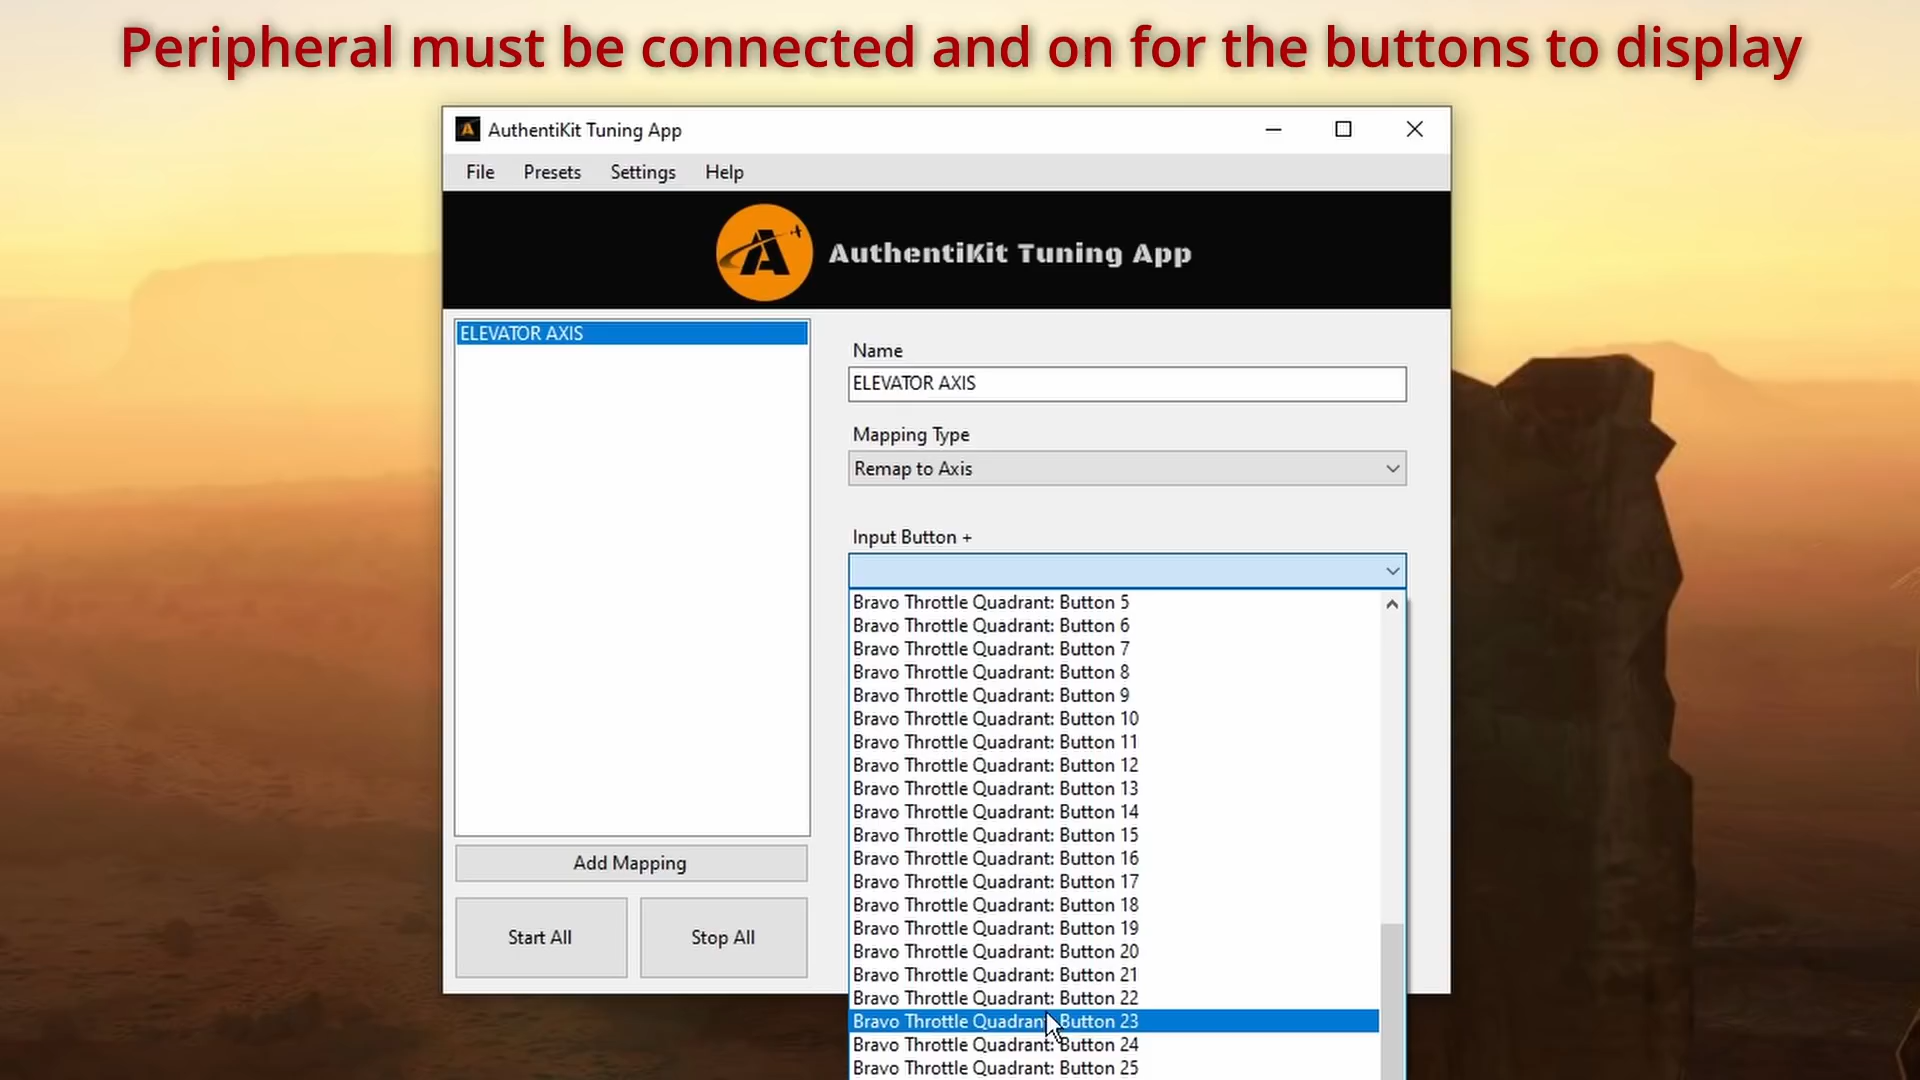 Peripheral must be connected and on for the buttons to display
AuthentiKit Tuning App
File Presets Settings Help
AuthentiKit Tuning App
ELEVATOR AXIS
Name
ELEVATOR AXIS
Mapping Type
Remap to Axis
Input Button +
Bravo Throttle Quadrant: Button 5
Bravo Throttle Quadrant: Button 6
Bravo Throttle Quadrant: Button 7
Bravo Throttle Quadrant: Button 8
Bravo Throttle Quadrant: Button 9
Bravo Throttle Quadrant: Button 10
Bravo Throttle Quadrant: Button 11
Bravo Throttle Quadrant: Button 12
Bravo Throttle Quadrant: Button 13
Bravo Throttle Quadrant: Button 14
Bravo Throttle Quadrant: Button 15
Bravo Throttle Quadrant: Button 16
Bravo Throttle Quadrant: Button 17
Bravo Throttle Quadrant: Button 18
Bravo Throttle Quadrant: Button 19
Bravo Throttle Quadrant: Button 20
Bravo Throttle Quadrant: Button 21
Bravo Throttle Quadrant: Button 22
Bravo Throttle Quadrant: Button 23
Bravo Throttle Quadrant: Button 24
Bravo Throttle Quadrant: Button 25
Add Mapping
Start All
Stop All